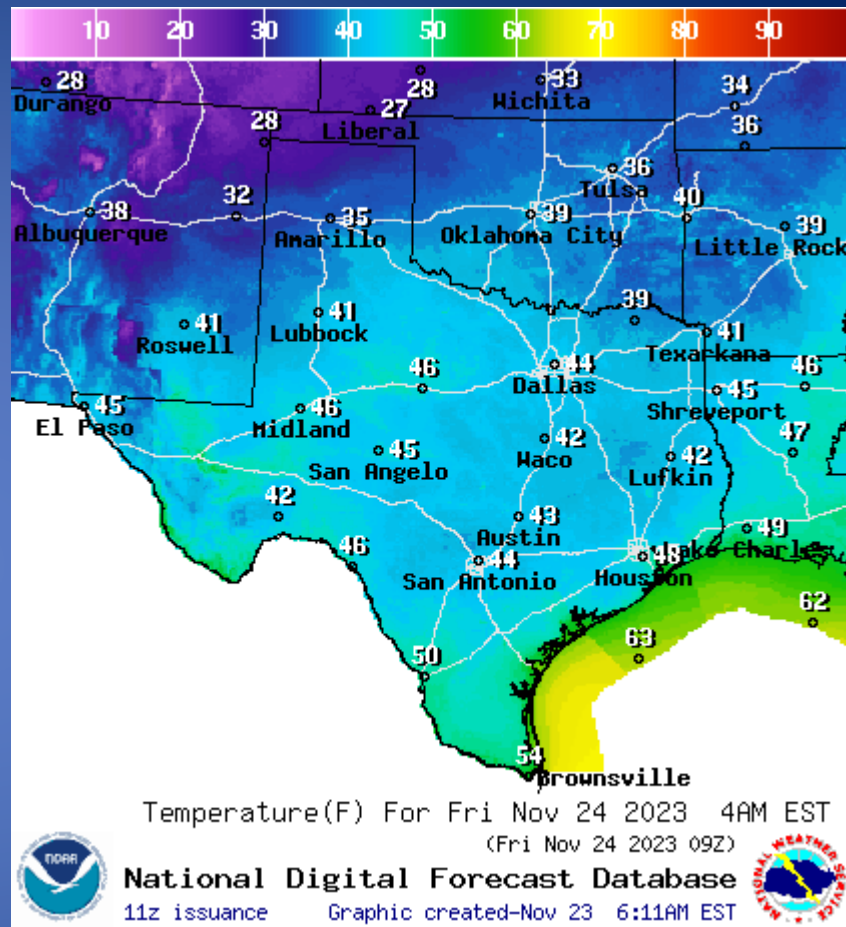 10 20 30 40 50 60 70 80 90
28
Durango
28
27
Liberal
33
Wichita
34
28
36
36
Tulsa
38
Albuquerque
32
35
Amarillo
39
Oklahoma City
40
39
Little Rock
41
Roswell
41
Lubbock
39
41
Texarkana
46
44
Dallas
45
Shreveport
46
45
El Paso
46
Midland
45
San Angelo
42
Waco
42
Lufkin
47
42
43
Austin
49
Lake Charles
46
44
San Antonio
48
Houston
62
63
50
54
Brownsville
Temperature(F) For Fri Nov 24 2023 4AM EST
(Fri Nov 24 2023 09Z)
National Digital Forecast Database
11z issuance Graphic created-Nov 23 6:11AM EST
NOAA
NATIONAL WEATHER SERVICE